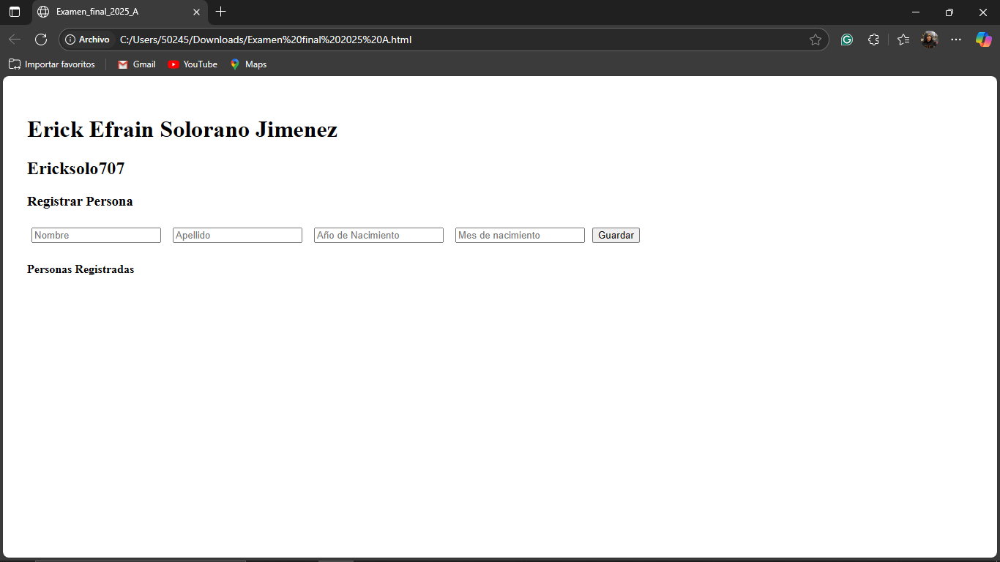 Examen_final_2025_A
Archivo C:/Users/50245/Downloads/Examen%20final%202025%20A.html
Importar favoritos Gmail YouTube Maps
Erick Efrain Solorano Jimenez
Ericksolo707
Registrar Persona
Nombre Apellido Año de Nacimiento Mes de nacimiento Guardar
Personas Registradas